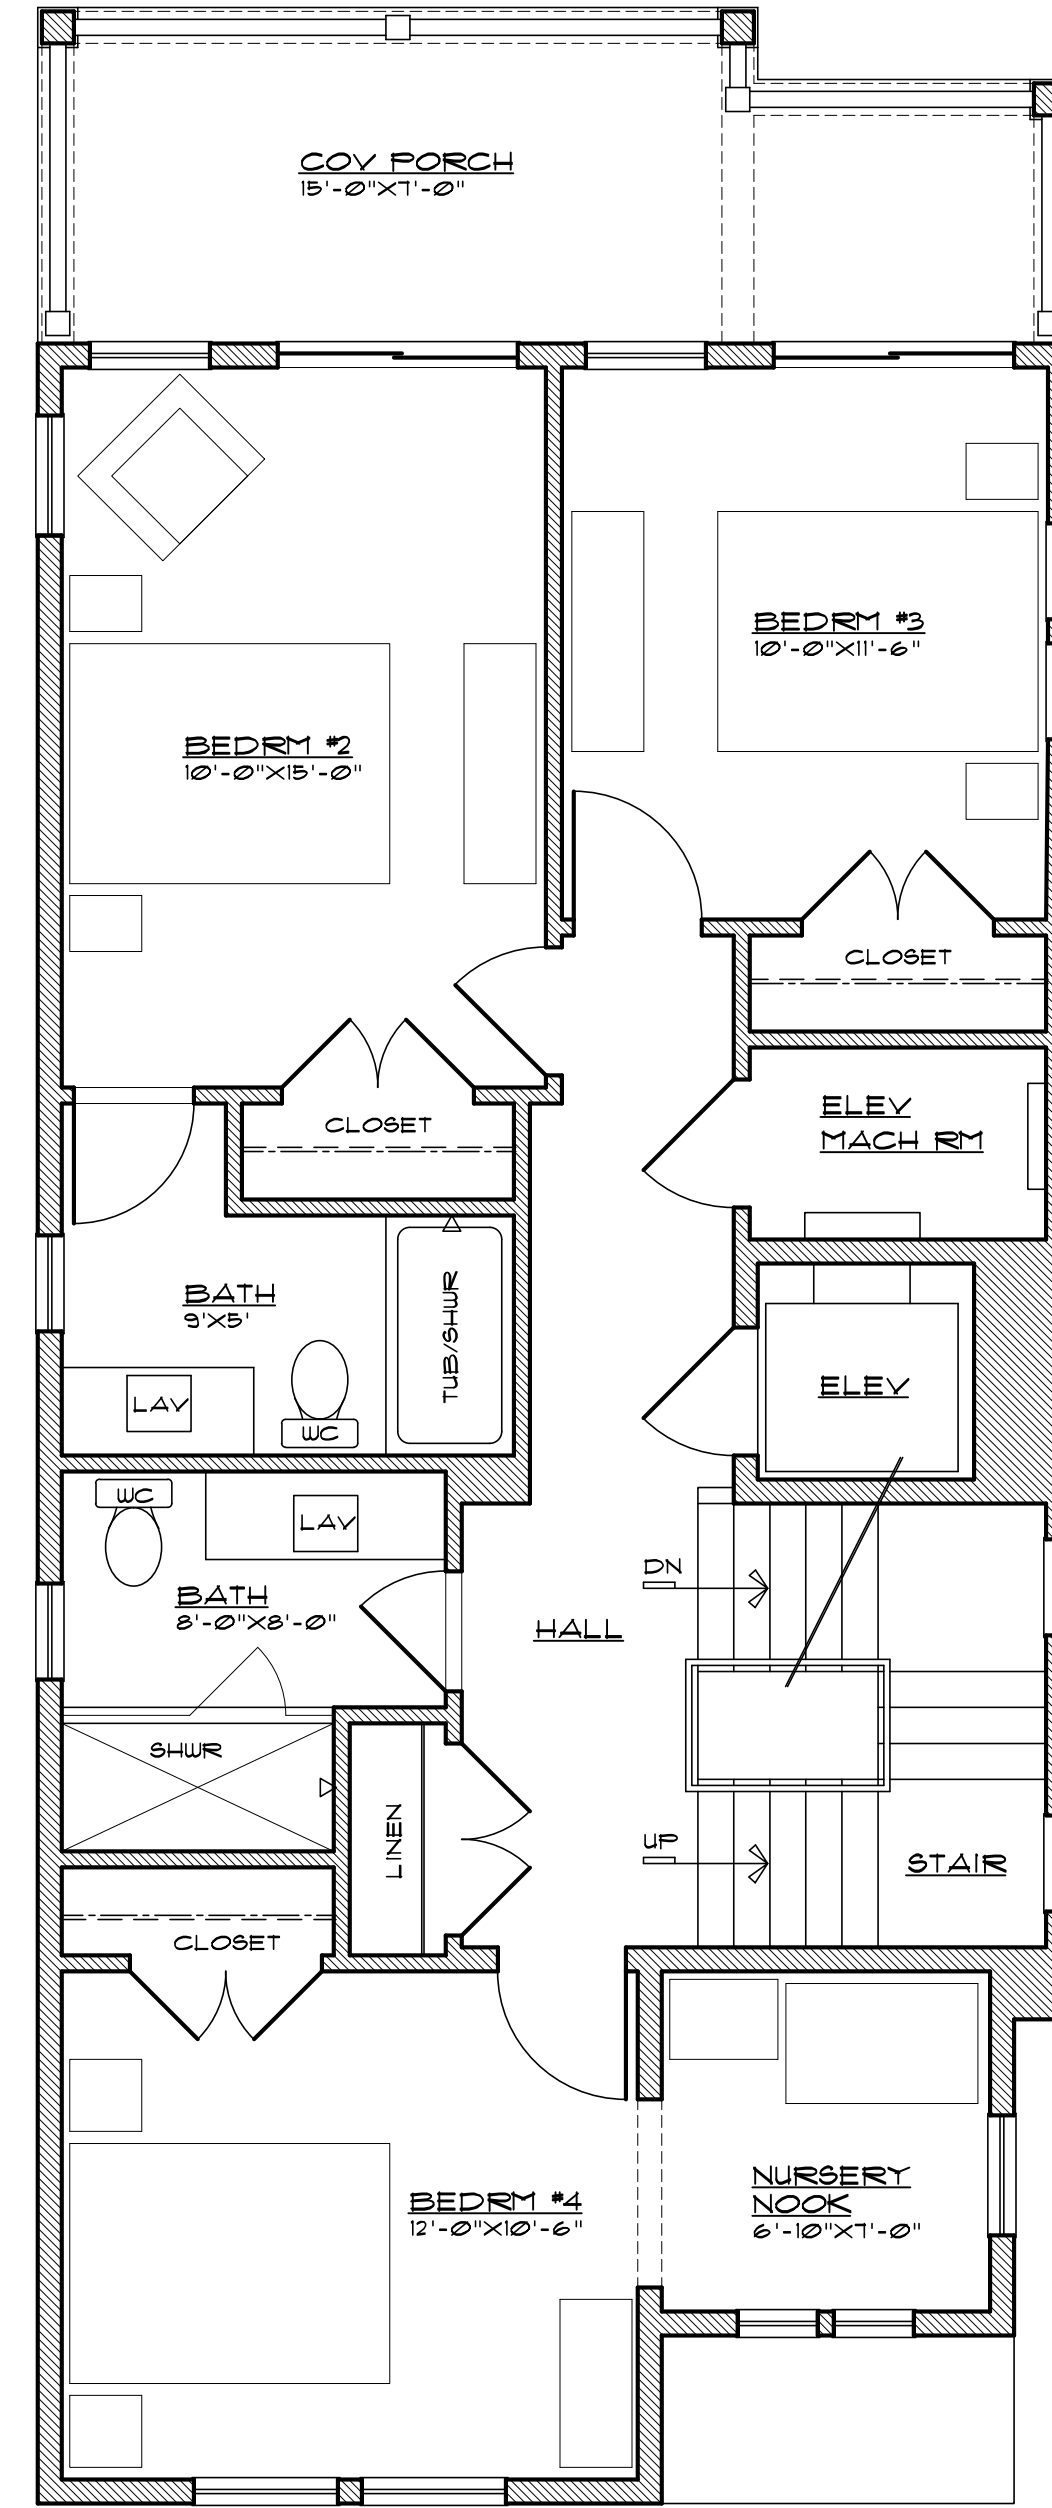 COV PORCH
15'-0"X7'-0"
BEDRM #3
10'-0"X11'-6"
BEDRM #2
10'-0"X15'-0"
CLOSET
ELEV
MACH RM
CLOSET
BATH
9'X5'
TUB/SHWR
ELEV
LAV
WC
WC
LAV
DN
BATH
8'-0"X8'-0"
HALL
SHWR
LINEN
UP
STAIR
CLOSET
NURSERY
NOOK
6'-10"X7'-0"
BEDRM #4
12'-0"X10'-6"